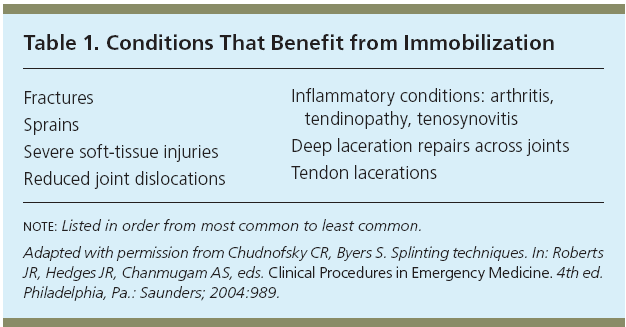 Table 1. Conditions That Benefit from Immobilization
Fractures
Sprains
Severe soft-tissue injuries
Reduced joint dislocations
Inflammatory conditions: arthritis,
tendinopathy, tenosynovitis
Deep laceration repairs across joints
Tendon lacerations
NOTE: Listed in order from most common to least common.
Adapted with permission from Chudnofsky CR, Byers S. Splinting techniques. In: Roberts
JR, Hedges JR, Chanmugam AS, eds. Clinical Procedures in Emergency Medicine. 4th ed.
Philadelphia, Pa.: Saunders; 2004:989.